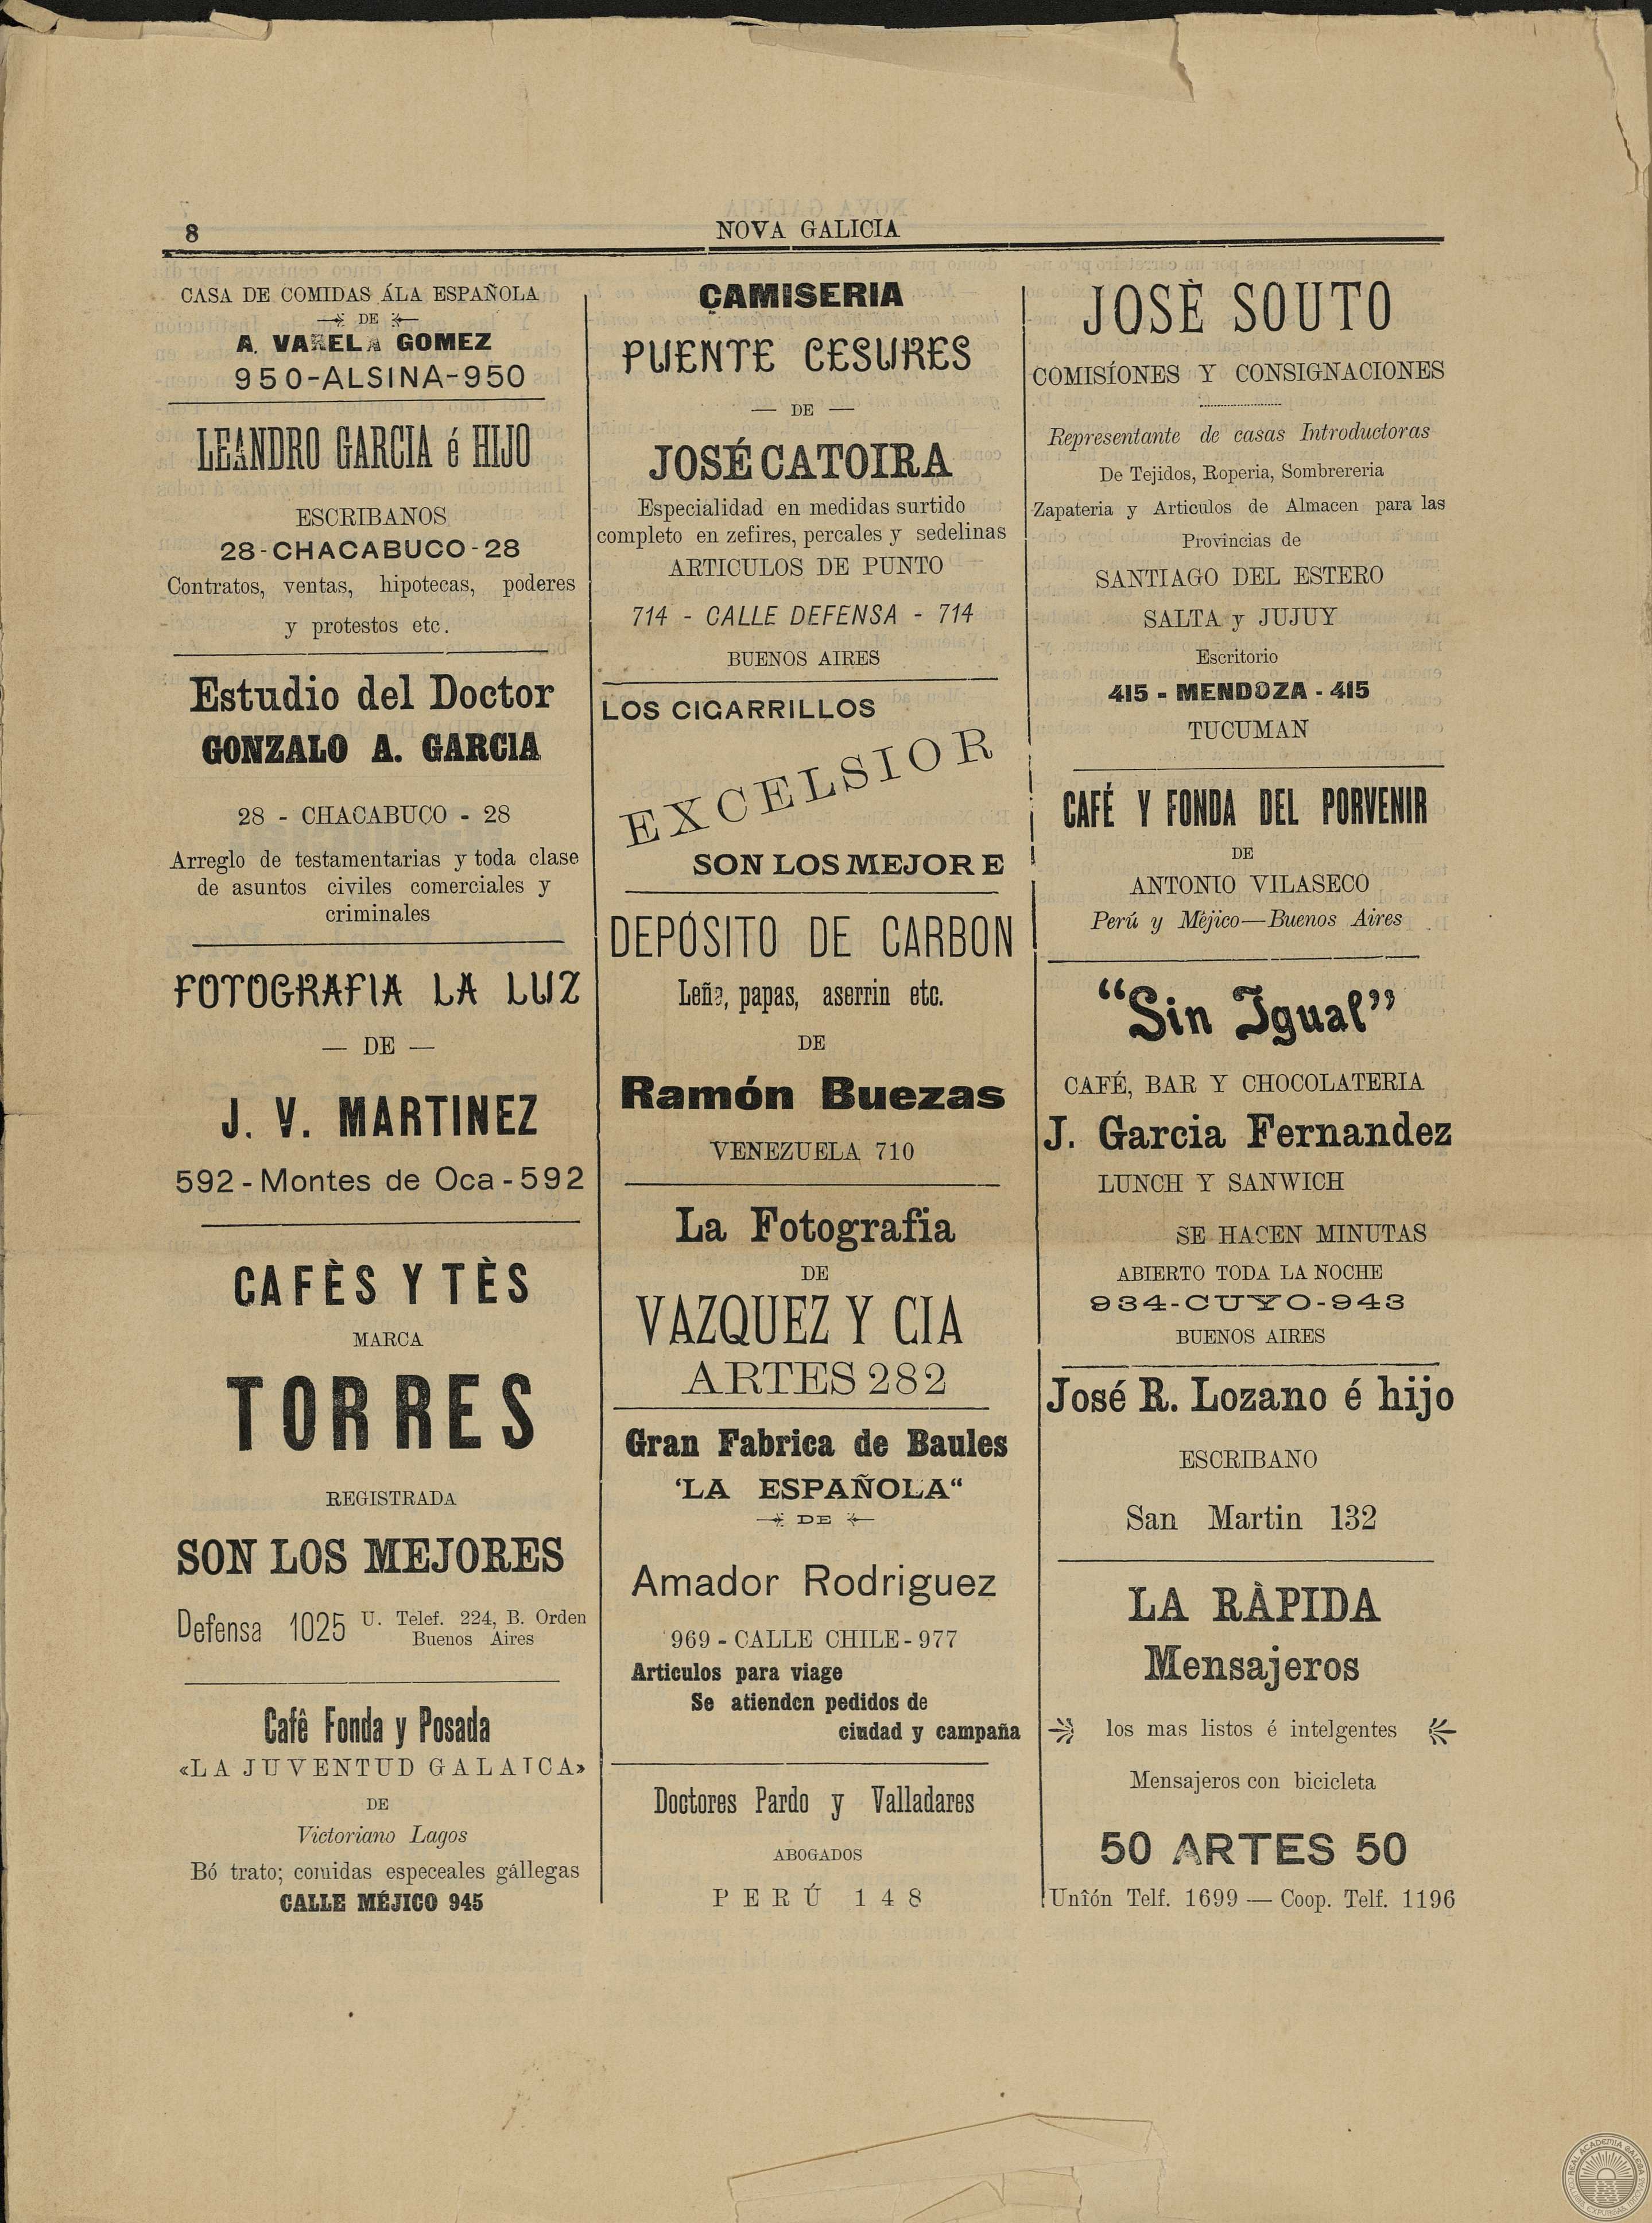 8
NOVA GALICIA
CASA DE COMIDAS ÁLA ESPAÑOLA
DE
A. VARELA GOMEZ
950-ALSINA-950
LEANDRO GARCIA é HIJO
ESCRIBANOS
28-CHACABUCO-28
Contratos, ventas, hipotecas, poderes
y protestos etc.
Estudio del Doctor
GONZALO A. GARCIA
28 - CHACABUCO - 28
Arreglo de testamentarias y toda clase
de asuntos civiles comerciales y
criminales
FOTOGRAFIA LA LUZ
— DE —
J. V. MARTINEZ
592 - Montes de Oca - 592
CAFÈS Y TÈS
MARCA
TORRES
REGISTRADA
SON LOS MEJORES
Defensa 1025 U. Telef. 224, B. Orden
Buenos Aires
Cafê Fonda y Posada
«LA JUVENTUD GALAICA»
DE
Victoriano Lagos
Bó trato; comidas especeales gállegas
CALLE MÉJICO 945
CAMISERIA
PUENTE CESURES
— DE —
JOSÉ CATOIRA
Especialidad en medidas surtido
completo en zefires, percales y sedelinas
ARTICULOS DE PUNTO
714 - CALLE DEFENSA - 714
BUENOS AIRES
LOS CIGARRILLOS
EXCELSIOR
SON LOS MEJORE
DEPÓSITO DE CARBON
Leña, papas, aserrin etc.
DE
Ramón Buezas
VENEZUELA 710
La Fotografia
DE
VAZQUEZ Y CIA
ARTES 282
Gran Fabrica de Baules
‘LA ESPAÑOLA“
DE
Amador Rodriguez
969 - CALLE CHILE - 977
Articulos para viage
Se atienden pedidos de
ciudad y campaña
Doctores Pardo y Valladares
ABOGADOS
PERÚ 148
JOSÈ SOUTO
COMISÍONES Y CONSIGNACIONES
Representante de casas Introductoras
De Tejidos, Roperia, Sombrereria
Zapateria y Articulos de Almacen para las
Provincias de
SANTIAGO DEL ESTERO
SALTA y JUJUY
Escritorio
415 - MENDOZA - 415
TUCUMAN
CAFÉ Y FONDA DEL PORVENIR
DE
ANTONIO VILASECO
Perú y Méjico—Buenos Aires
“Sin Igual”
CAFÉ, BAR Y CHOCOLATERIA
J. Garcia Fernandez
LUNCH Y SANWICH
SE HACEN MINUTAS
ABIERTO TODA LA NOCHE
934-CUYO-943
BUENOS AIRES
José R. Lozano é hijo
ESCRIBANO
San Martin 132
LA RÀPIDA
Mensajeros
los mas listos é intelgentes
Mensajeros con bicicleta
50 ARTES 50
Unîón Telf. 1699 — Coop. Telf. 1196